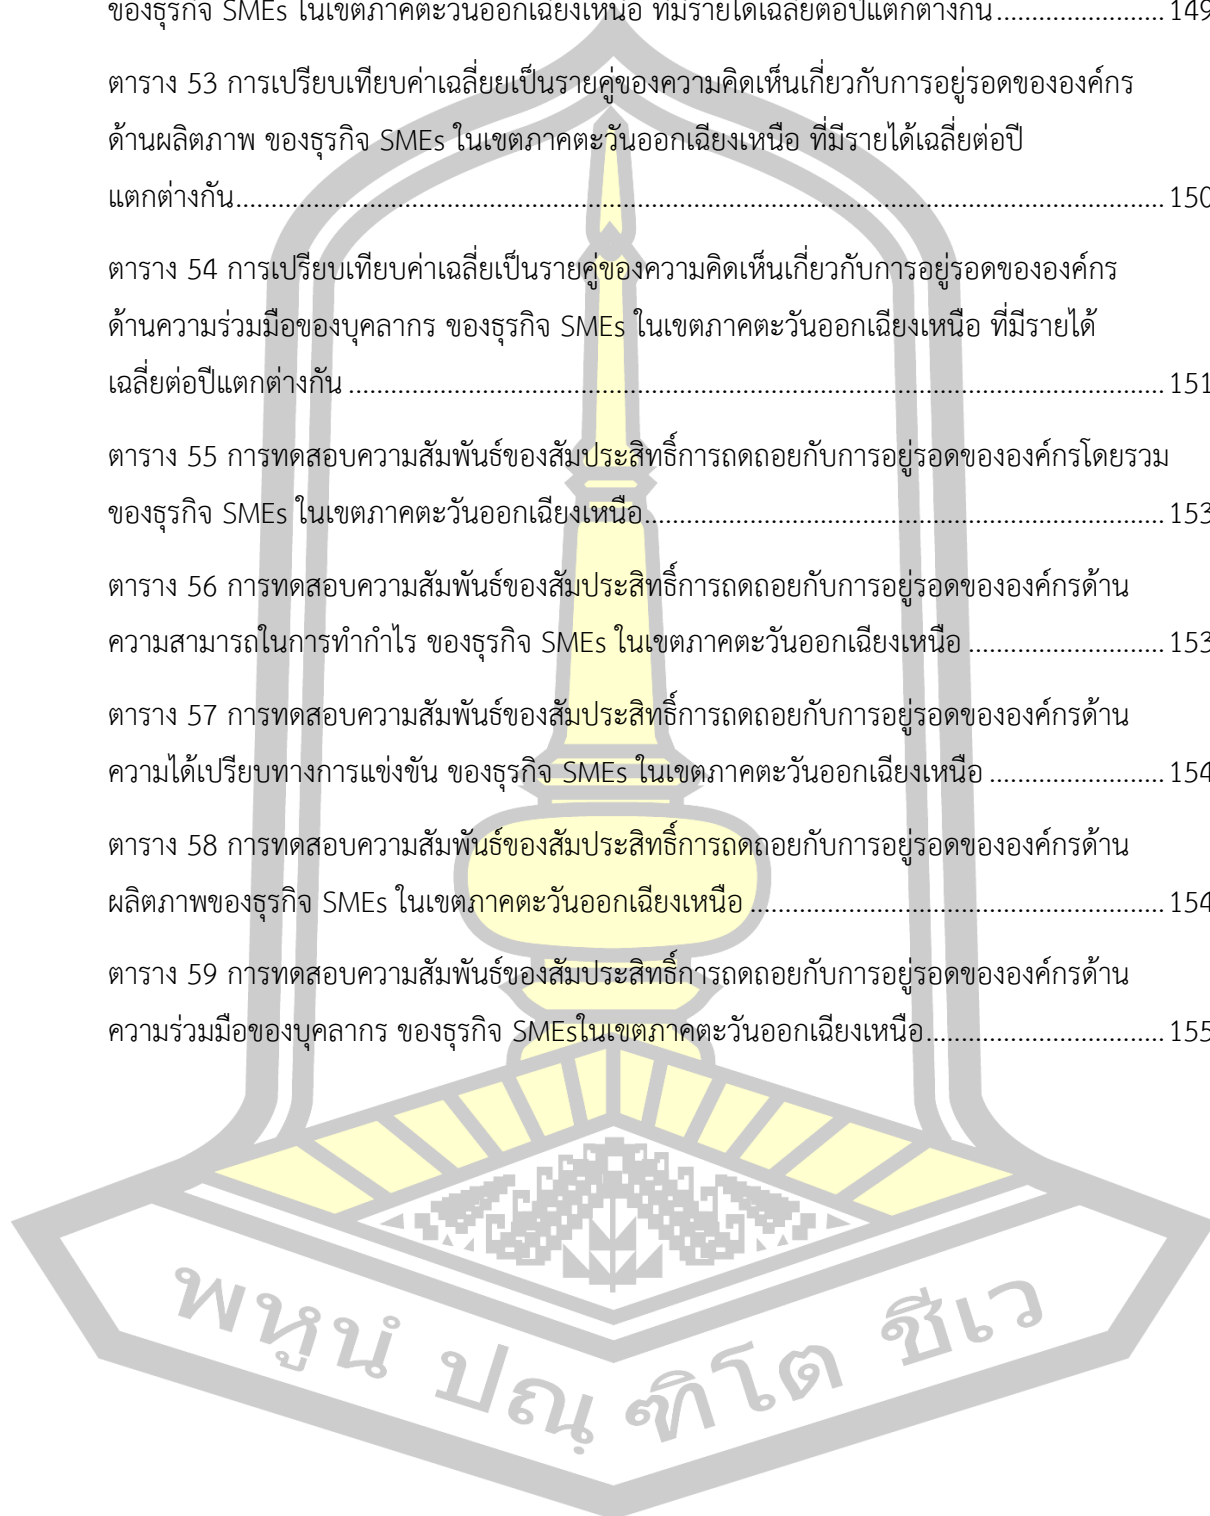 ของธุรกิจ SMEs ในเขตภาคตะวันออกเฉียงเหนือ ที่มีรายได้เฉลี่ยต่อปีแตกต่างกัน ........................ 149
ตาราง 53 การเปรียบเทียบค่าเฉลี่ยยเป็นรายคู่ของความคิดเห็นเกี่ยวกับการอยู่รอดขององค์กร
ด้านผลิตภาพ ของธุรกิจ SMEs ในเขตภาคตะวันออกเฉียงเหนือ ที่มีรายได้เฉลี่ยต่อปี
แตกต่างกัน.................................................................................................................................... 150
ตาราง 54 การเปรียบเทียบค่าเฉลี่ยเป็นรายคู่ของความคิดเห็นเกี่ยวกับการอยู่รอดขององค์กร
ด้านความร่วมมือของบุคลากร ของธุรกิจ SMEs ในเขตภาคตะวันออกเฉียงเหนือ ที่มีรายได้
เฉลี่ยต่อปีแตกต่างกัน .................................................................................................................... 151
ตาราง 55 การทดสอบความสัมพันธ์ของสัมประสิทธิ์การถดถอยกับการอยู่รอดขององค์กรโดยรวม
ของธุรกิจ SMEs ในเขตภาคตะวันออกเฉียงเหนือ.......................................................................... 153
ตาราง 56 การทดสอบความสัมพันธ์ของสัมประสิทธิ์การถดถอยกับการอยู่รอดขององค์กรด้าน
ความสามารถในการทำกำไร ของธุรกิจ SMEs ในเขตภาคตะวันออกเฉียงเหนือ ............................ 153
ตาราง 57 การทดสอบความสัมพันธ์ของสัมประสิทธิ์การถดถอยกับการอยู่รอดขององค์กรด้าน
ความได้เปรียบทางการแข่งขัน ของธุรกิจ SMEs ในเขตภาคตะวันออกเฉียงเหนือ ......................... 154
ตาราง 58 การทดสอบความสัมพันธ์ของสัมประสิทธิ์การถดถอยกับการอยู่รอดขององค์กรด้าน
ผลิตภาพของธุรกิจ SMEs ในเขตภาคตะวันออกเฉียงเหนือ ........................................................... 154
ตาราง 59 การทดสอบความสัมพันธ์ของสัมประสิทธิ์การถดถอยกับการอยู่รอดขององค์กรด้าน
ความร่วมมือของบุคลากร ของธุรกิจ SMEsในเขตภาคตะวันออกเฉียงเหนือ.................................. 155
พหูนํ ปณฺ ฑิโต ชีเว